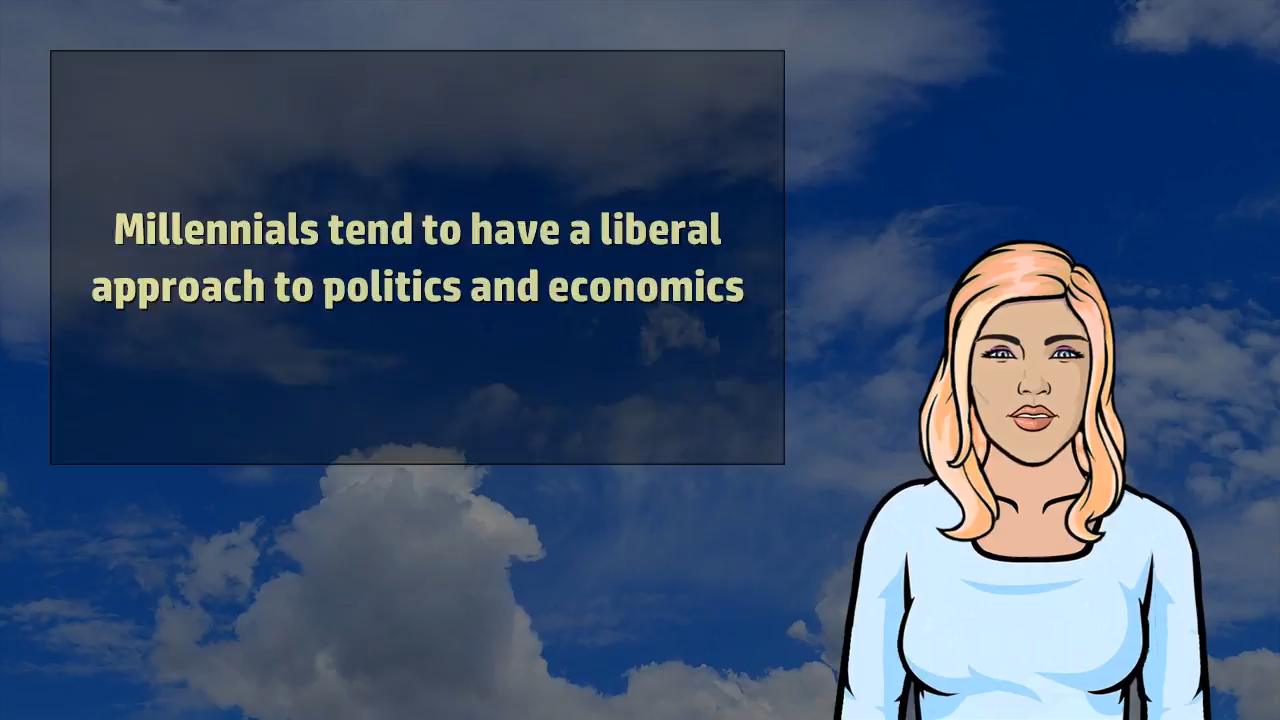 Millennials tend to have a liberal
approach to politics and economics